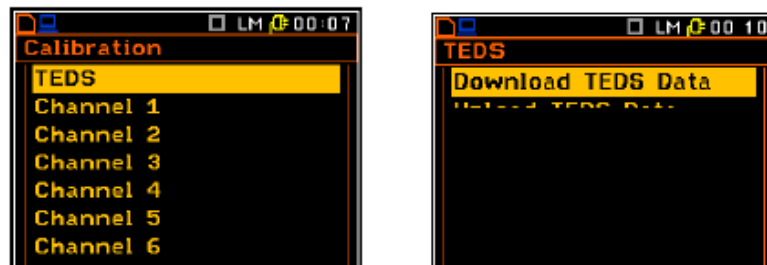 LM 00:07
Calibration
TEDS
Channel 1
Channel 2
Channel 3
Channel 4
Channel 5
Channel 6
LM 00 10
TEDS
Download TEDS Data